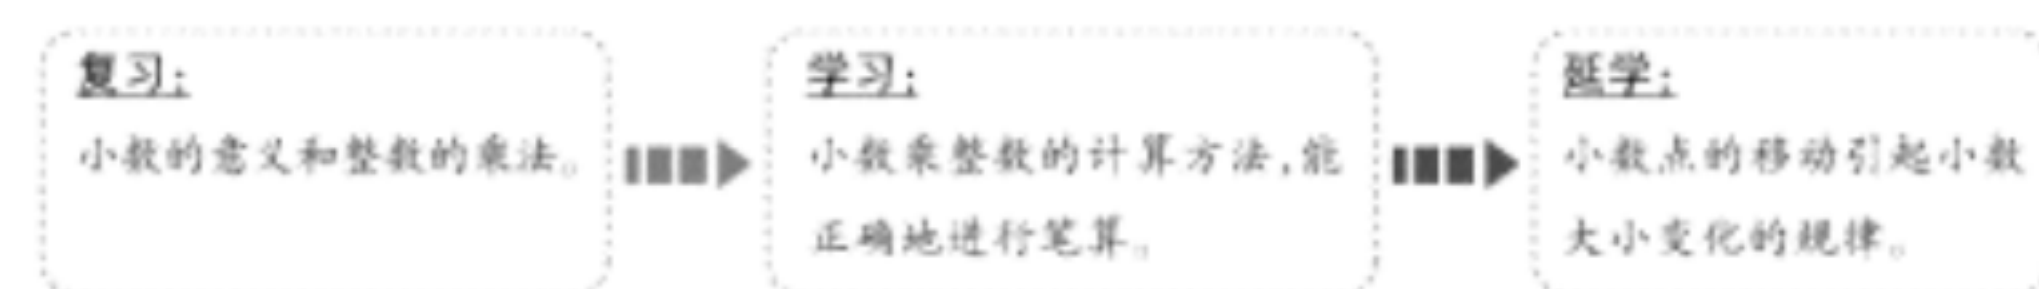 复习:
小数的意义和整数的乘法。
学习:
小数乘整数的计算方法,能
正确地进行笔算。
延学:
小数点的移动引起小数
大小变化的规律。